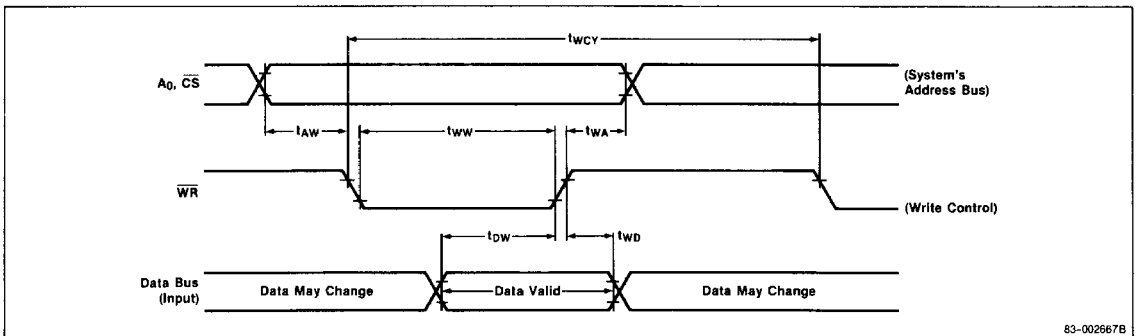 tWCY
A0, CS
(System's
Address Bus)
tAW
tWW
tWA
WR
(Write Control)
tDW
tWD
Data Bus
(Input)
Data May Change
Data Valid
Data May Change
83-002667B